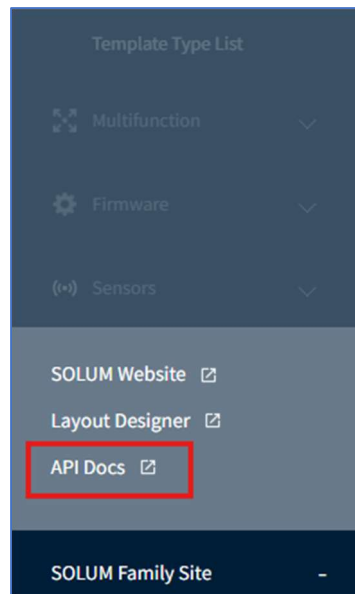 Template Type List
Multifunction
Firmware
Sensors
SOLUM Website
Layout Designer
API Docs
SOLUM Family Site -